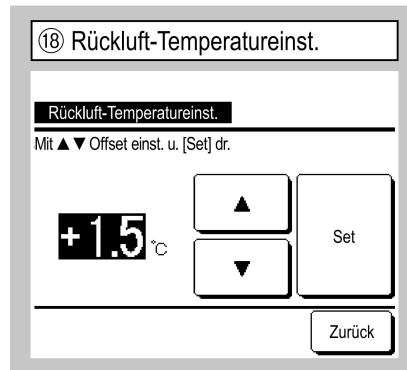 ⑱ Rückluft-Temperatureinst.
Rückluft-Temperatureinst.
Mit ▲▼ Offset einst. u. [Set] dr.
▲
+ 1.5 °C
Set
▼
Zurück